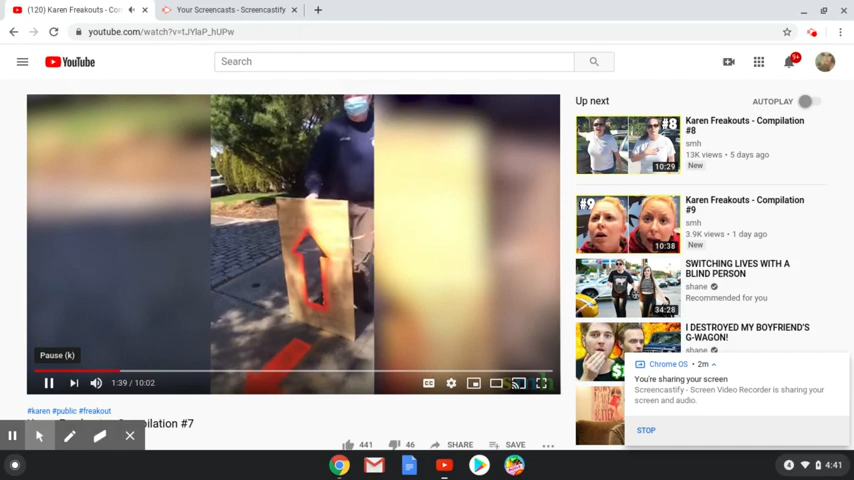 (120) Karen Freakouts - Com
Your Screencasts - Screencastify
youtube.com/watch?v=tJYlaP_hUPw
YouTube
Search
9+
Up next
AUTOPLAY
#8
10:29
Karen Freakouts - Compilation
#8
smh
13K views • 5 days ago
New
#9
10:38
Karen Freakouts - Compilation
#9
smh
3.9K views • 1 day ago
New
34:28
SWITCHING LIVES WITH A
BLIND PERSON
shane
Recommended for you
I DESTROYED MY BOYFRIEND'S
G-WAGON!
shane
Pause (k)
1:39 / 10:02
CC
Chrome OS • 2m
You're sharing your screen
Screencastify - Screen Video Recorder is sharing your
screen and audio.
STOP
#karen #public #freakout
ompilation #7
441
46
SHARE
SAVE
4
4:41